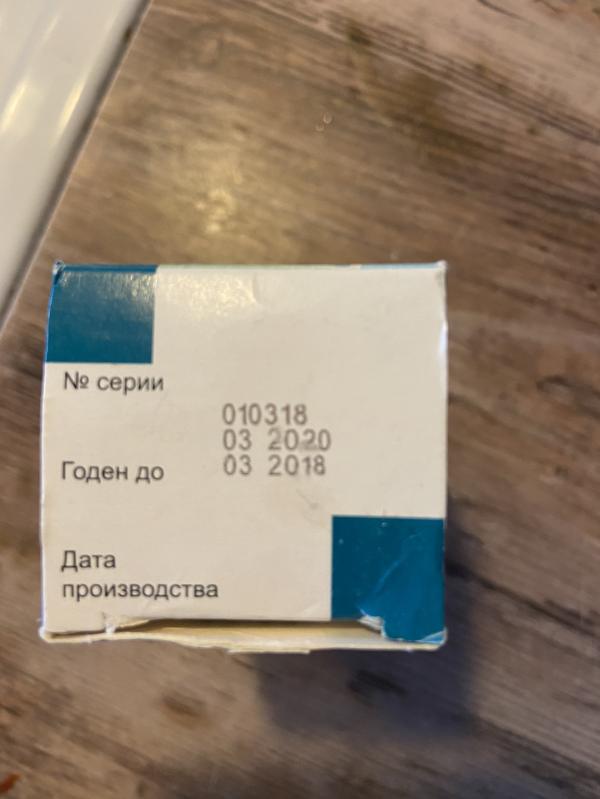 № серии
010318
03 2020
Годен до
03 2018
Дата
производства